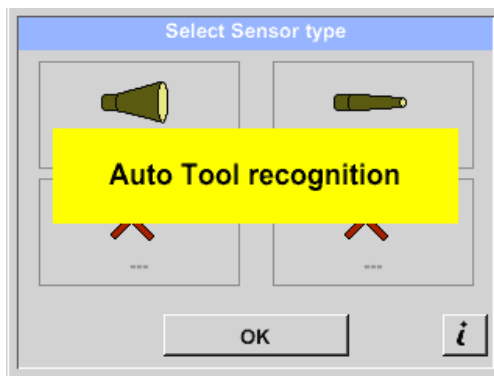 Select Sensor type
Auto Tool recognition
--- ---
OK i